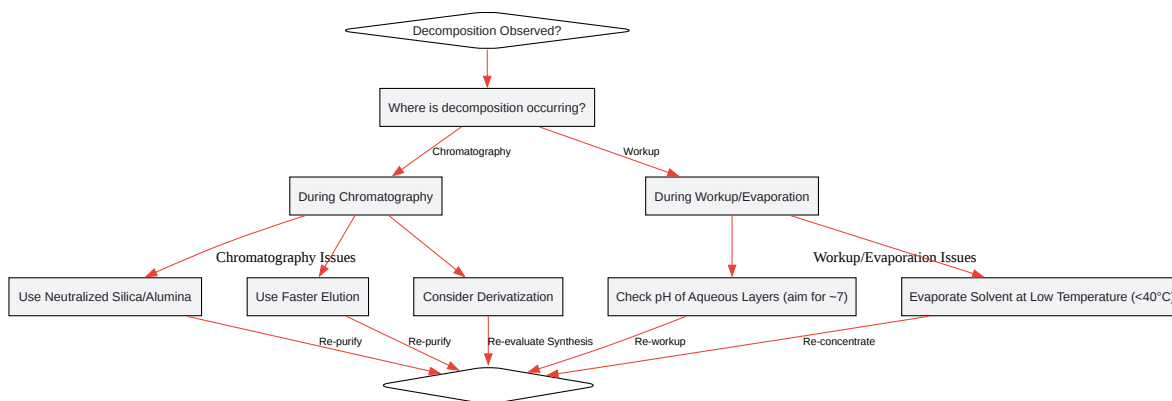 Decomposition Observed?
Where is decomposition occurring?
Chromatography
Workup
During Chromatography
During Workup/Evaporation
Chromatography Issues
Workup/Evaporation Issues
Use Neutralized Silica/Alumina
Use Faster Elution
Consider Derivatization
Check pH of Aqueous Layers (aim for ~7)
Evaporate Solvent at Low Temperature (<40°C)
Re-purify
Re-purify
Re-evaluate Synthesis
Re-workup
Re-concentrate